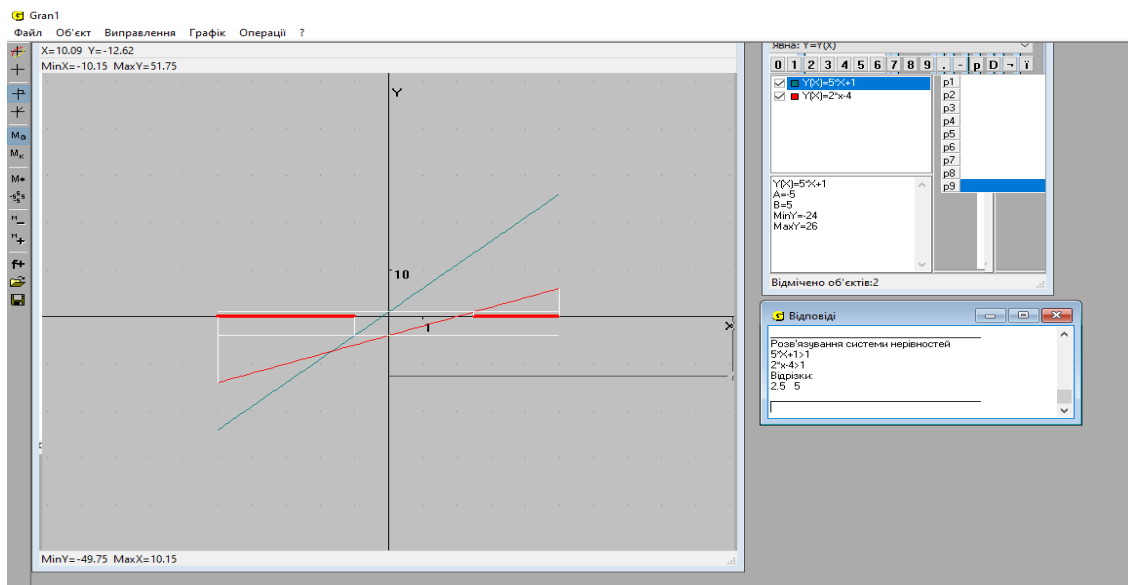 Gran1
Файл Об'єкт Виправлення Графік Операції ?
X=10.09 Y=-12.62
MinX=-10.15 MaxY=51.75
Y
10
1
X
MinY=-49.75 MaxX=10.15
Явна: Y=Y(X)
0 1 2 3 4 5 6 7 8 9 . - p D ¬ ї
Y(X)=5*X+1
Y(X)=2*x-4
p1
p2
p3
p4
p5
p6
p7
p8
p9
Y(X)=5*X+1
A=-5
B=5
MinY=-24
MaxY=26
Відмічено об'єктів:2
Відповіді
Розв'язування системи нерівностей
5*X+1>1
2*x-4>1
Відрізки:
2.5 5